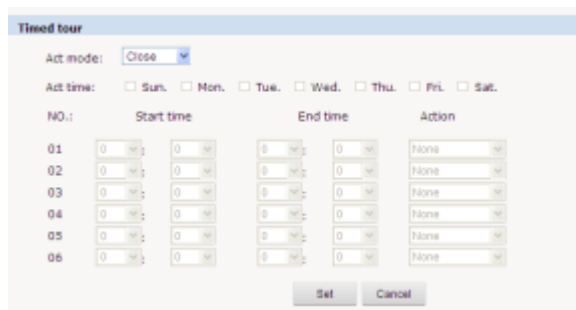 Timed tour
Act mode: Close
Act time: Sun. Mon. Tue. Wed. Thu. Fri. Sat.
NO.: Start time End time Action
01 0 : 0 0 : 0 None
02 0 : 0 0 : 0 None
03 0 : 0 0 : 0 None
04 0 : 0 0 : 0 None
05 0 : 0 0 : 0 None
06 0 : 0 0 : 0 None
Set Cancel